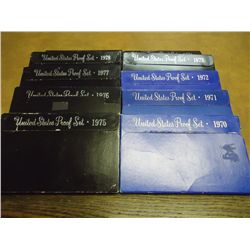 United States Proof Set • 1978
United States Proof Set • 1977
United States Proof Set • 1976
United States Proof Set • 1975
United States Proof Set • 1973
United States Proof Set • 1972
United States Proof Set • 1971
United States Proof Set • 1970